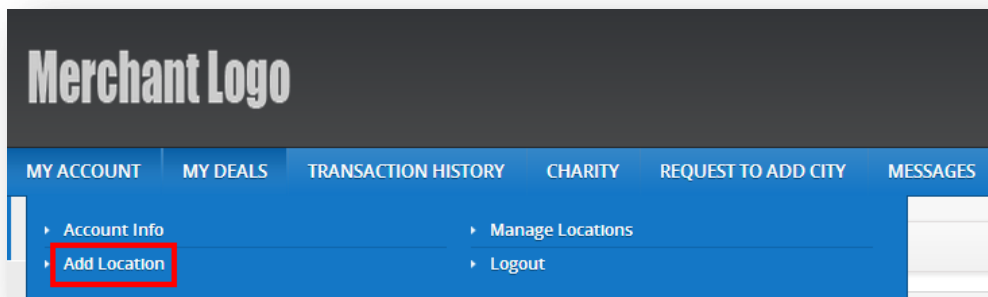 Merchant Logo
MY ACCOUNT MY DEALS TRANSACTION HISTORY CHARITY REQUEST TO ADD CITY MESSAGES
Account Info Manage Locations
Add Location Logout